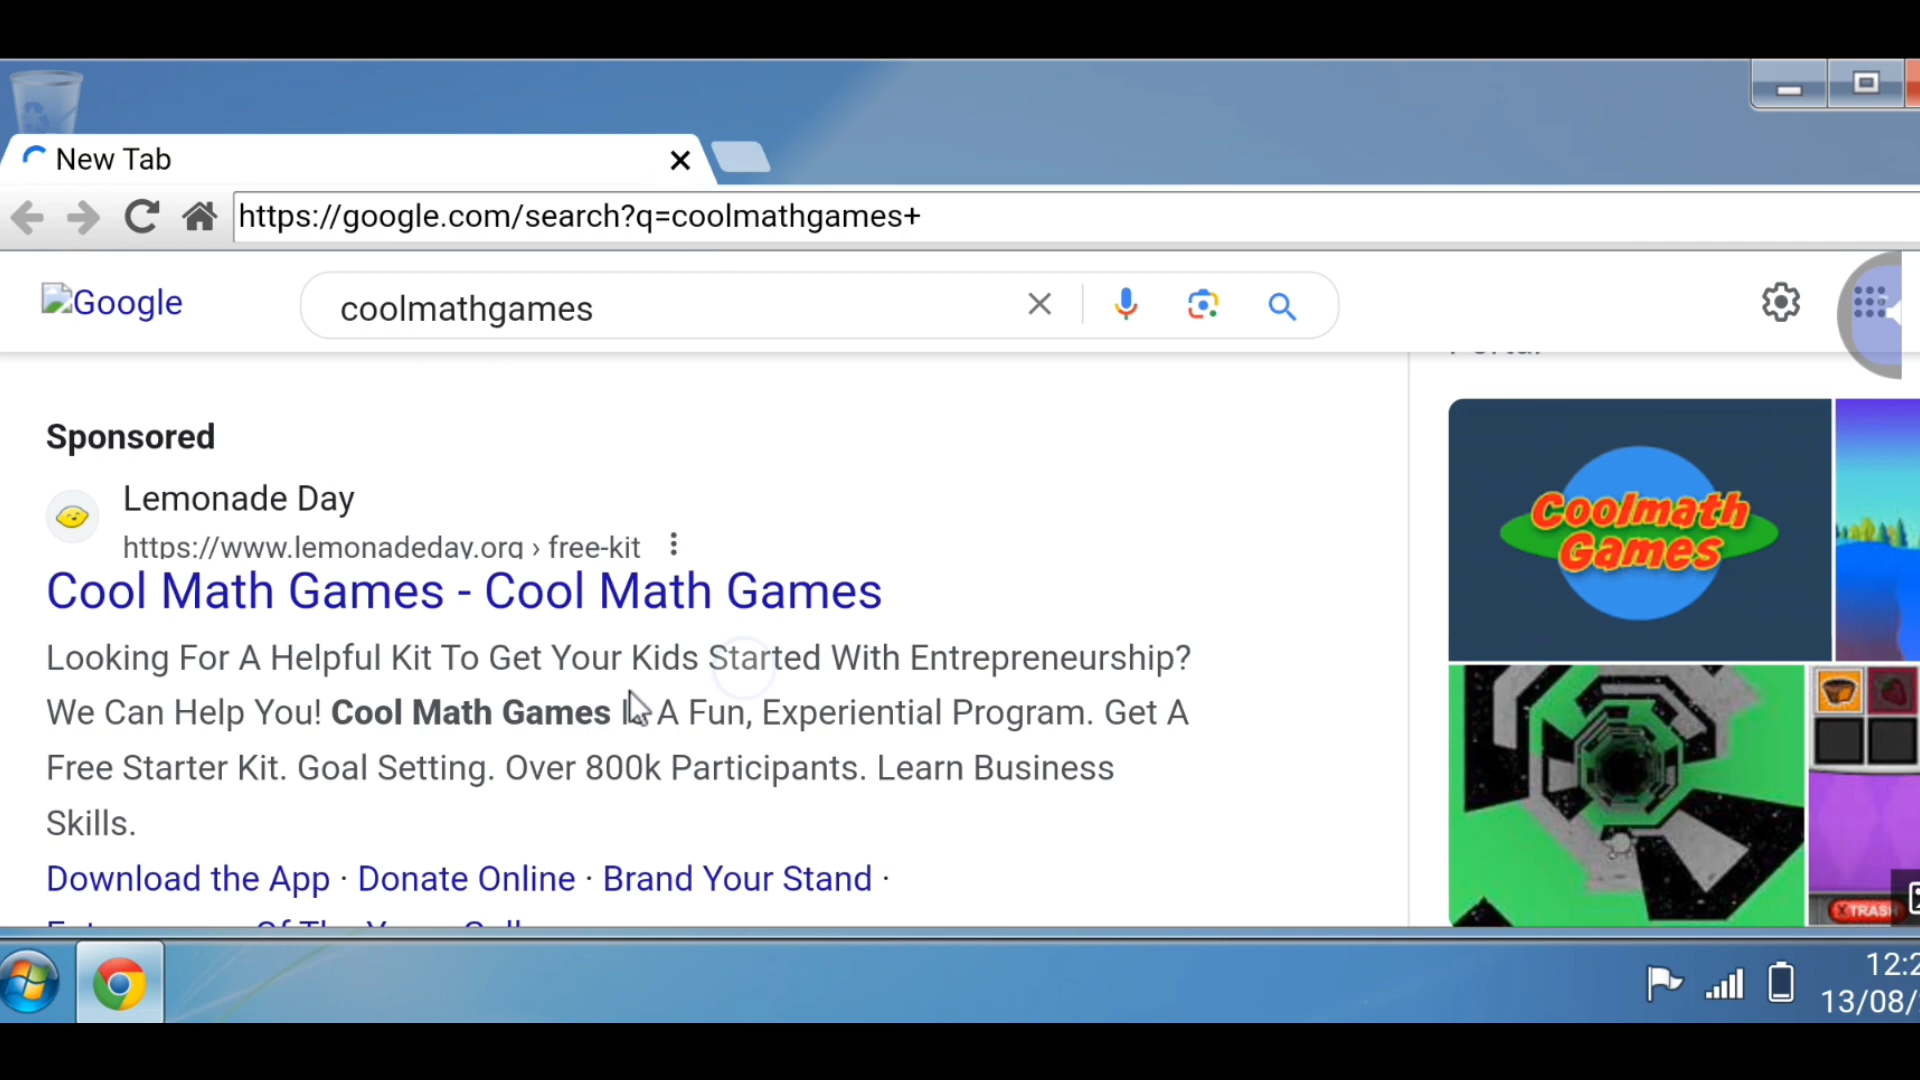 New Tab
https://google.com/search?q=coolmathgames+
Google
coolmathgames
Sponsored
Lemonade Day
https://www.lemonadeday.org › free-kit
Cool Math Games - Cool Math Games
Looking For A Helpful Kit To Get Your Kids Started With Entrepreneurship?
We Can Help You! Cool Math Games A Fun, Experiential Program. Get A
Free Starter Kit. Goal Setting. Over 800k Participants. Learn Business
Skills.
Download the App · Donate Online · Brand Your Stand ·
Coolmath
Games
TRASH
12:2
13/08/